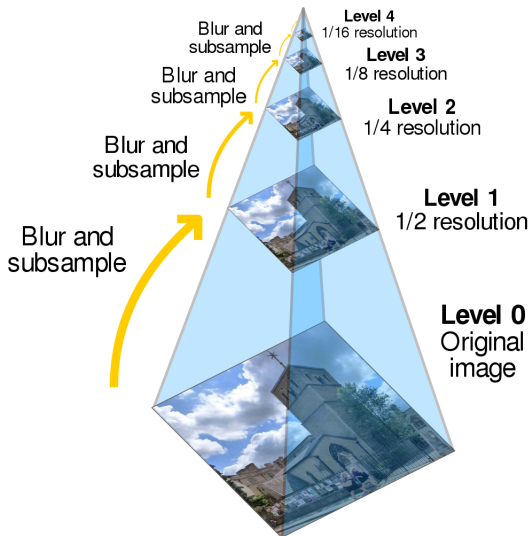 Level 4
1/16 resolution
Blur and
subsample
Level 3
1/8 resolution
Blur and
subsample
Level 2
1/4 resolution
Blur and
subsample
Level 1
1/2 resolution
Blur and
subsample
Level 0
Original
image